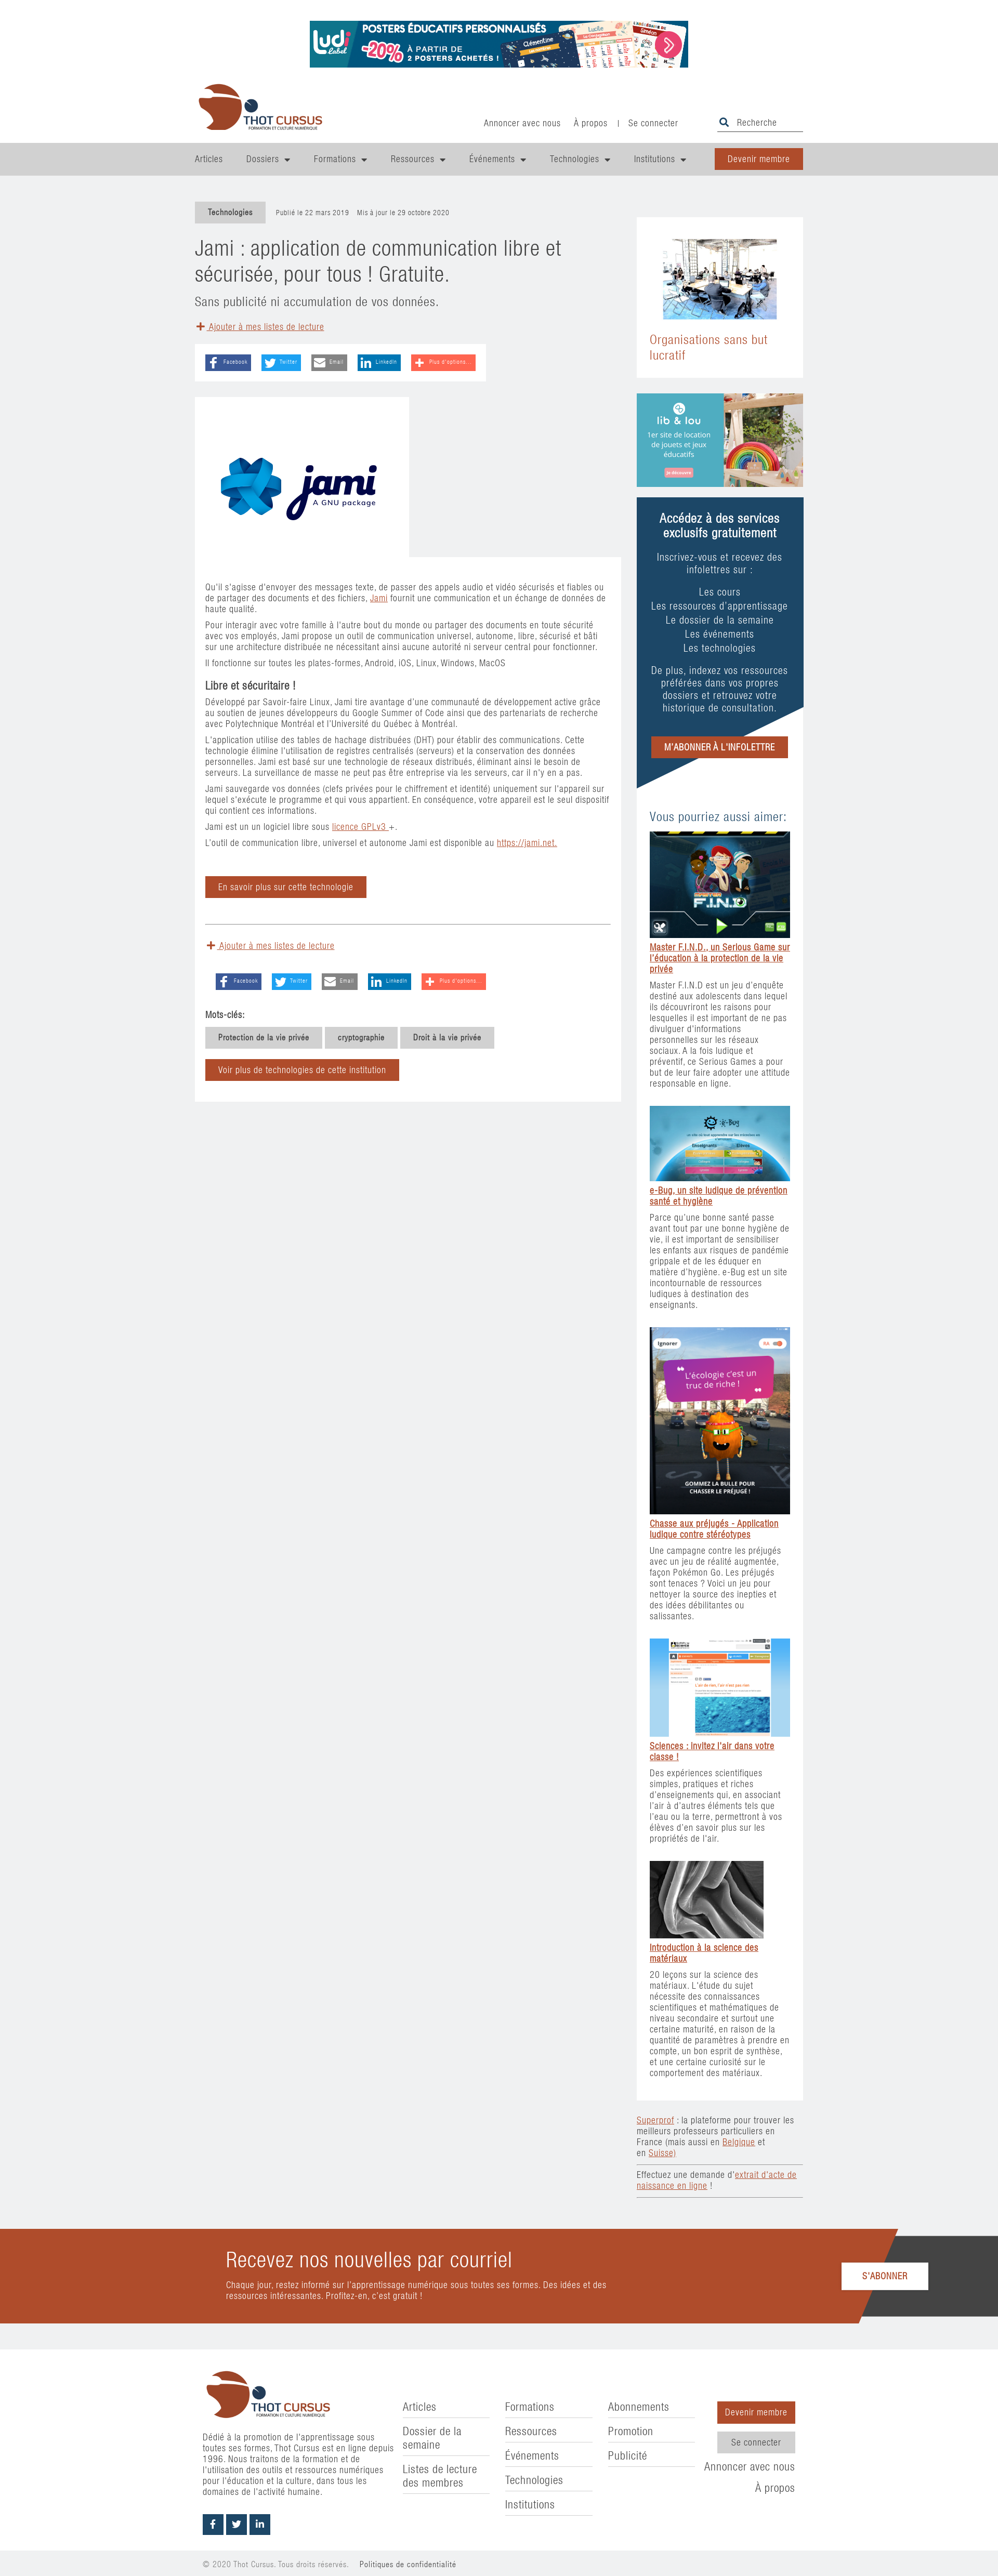 Ludi
label
POSTERS ÉDUCATIFS PERSONNALISÉS
-20%
À PARTIR DE
2 POSTERS ACHETÉS !
THOT CURSUS
FORMATION ET CULTURE NUMÉRIQUE
Annoncer avec nous
À propos
|
Se connecter
Recherche
Articles
Dossiers
Formations
Ressources
Événements
Technologies
Institutions
Devenir membre
Technologies
Publié le 22 mars 2019
Mis à jour le 29 octobre 2020
Jami : application de communication libre et
sécurisée, pour tous ! Gratuite.
Sans publicité ni accumulation de vos données.
Ajouter à mes listes de lecture
Facebook
Twitter
Email
LinkedIn
Plus d'options...
jami
A GNU package
Qu'il s'agisse d'envoyer des messages texte, de passer des appels audio et vidéo sécurisés et fiables ou
de partager des documents et des fichiers, Jami fournit une communication et un échange de données de
haute qualité.
Pour interagir avec votre famille à l'autre bout du monde ou partager des documents en toute sécurité
avec vos employés, Jami propose un outil de communication universel, autonome, libre, sécurisé et bâti
sur une architecture distribuée ne nécessitant ainsi aucune autorité ni serveur central pour fonctionner.
Il fonctionne sur toutes les plates-formes, Android, iOS, Linux, Windows, MacOS
Libre et sécuritaire !
Développé par Savoir-faire Linux, Jami tire avantage d'une communauté de développement active grâce
au soutien de jeunes développeurs du Google Summer of Code ainsi que des partenariats de recherche
avec Polytechnique Montréal et l'Université du Québec à Montréal.
L'application utilise des tables de hachage distribuées (DHT) pour établir des communications. Cette
technologie élimine l'utilisation de registres centralisés (serveurs) et la conservation des données
personnelles. Jami est basé sur une technologie de réseaux distribués, éliminant ainsi le besoin de
serveurs. La surveillance de masse ne peut pas être entreprise via les serveurs, car il n'y en a pas.
Jami sauvegarde vos données (clefs privées pour le chiffrement et identité) uniquement sur l'appareil sur
lequel s'exécute le programme et qui vous appartient. En conséquence, votre appareil est le seul dispositif
qui contient ces informations.
Jami est un un logiciel libre sous licence GPLv3 +.
L'outil de communication libre, universel et autonome Jami est disponible au https://jami.net.
En savoir plus sur cette technologie
Ajouter à mes listes de lecture
Facebook
Twitter
Email
LinkedIn
Plus d'options...
Mots-clés:
Protection de la vie privée
cryptographie
Droit à la vie privée
Voir plus de technologies de cette institution
Organisations sans but
lucratif
lib & lou
1er site de location
de jouets et jeux
éducatifs
Je découvre
Accédez à des services
exclusifs gratuitement
Inscrivez-vous et recevez des
infolettres sur :
Les cours
Les ressources d'apprentissage
Le dossier de la semaine
Les événements
Les technologies
De plus, indexez vos ressources
préférées dans vos propres
dossiers et retrouvez votre
historique de consultation.
M'ABONNER À L'INFOLETTRE
Vous pourriez aussi aimer:
MASTER
F.I.N.D
Master F.I.N.D., un Serious Game sur
l'éducation à la protection de la vie
privée
Master F.I.N.D est un jeu d'enquête
destiné aux adolescents dans lequel
ils découvriront les raisons pour
lesquelles il est important de ne pas
divulguer d'informations
personnelles sur les réseaux
sociaux. A la fois ludique et
préventif, ce Serious Games a pour
but de leur faire adopter une attitude
responsable en ligne.
e-Bug
Enseignants
e-Bug, un site ludique de prévention
santé et hygiène
Parce qu'une bonne santé passe
avant tout par une bonne hygiène de
vie, il est important de sensibiliser
les enfants aux risques de pandémie
grippale et de les éduquer en
matière d'hygiène. e-Bug est un site
incontournable de ressources
ludiques à destination des
enseignants.
Ignorer
RA
L'écologie c'est un
truc de riche !
GOMMEZ LA BULLE POUR
CHASSER LE PRÉJUGÉ !
Chasse aux préjugés - Application
ludique contre stéréotypes
Une campagne contre les préjugés
avec un jeu de réalité augmentée,
façon Pokémon Go. Les préjugés
sont tenaces ? Voici un jeu pour
nettoyer la source des inepties et
des idées débilitantes ou
salissantes.
Sciences : invitez l'air dans votre
classe !
Des expériences scientifiques
simples, pratiques et riches
d'enseignements qui, en associant
l'air à d'autres éléments tels que
l'eau ou la terre, permettront à vos
élèves d'en savoir plus sur les
propriétés de l'air.
Introduction à la science des
matériaux
20 leçons sur la science des
matériaux. L'étude du sujet
nécessite des connaissances
scientifiques et mathématiques de
niveau secondaire et surtout une
certaine maturité, en raison de la
quantité de paramètres à prendre en
compte, un bon esprit de synthèse,
et une certaine curiosité sur le
comportement des matériaux.
Superprof : la plateforme pour trouver les
meilleurs professeurs particuliers en
France (mais aussi en Belgique et
en Suisse)
Effectuez une demande d'extrait d'acte de
naissance en ligne !
Recevez nos nouvelles par courriel
Chaque jour, restez informé sur l'apprentissage numérique sous toutes ses formes. Des idées et des
ressources intéressantes. Profitez-en, c'est gratuit !
S'ABONNER
THOT CURSUS
FORMATION ET CULTURE NUMÉRIQUE
Dédié à la promotion de l'apprentissage sous
toutes ses formes, Thot Cursus est en ligne depuis
1996. Nous traitons de la formation et de
l'utilisation des outils et ressources numériques
pour l'éducation et la culture, dans tous les
domaines de l'activité humaine.
Articles
Dossier de la
semaine
Listes de lecture
des membres
Formations
Ressources
Événements
Technologies
Institutions
Abonnements
Promotion
Publicité
Devenir membre
Se connecter
Annoncer avec nous
À propos
© 2020 Thot Cursus. Tous droits réservés.
Politiques de confidentialité